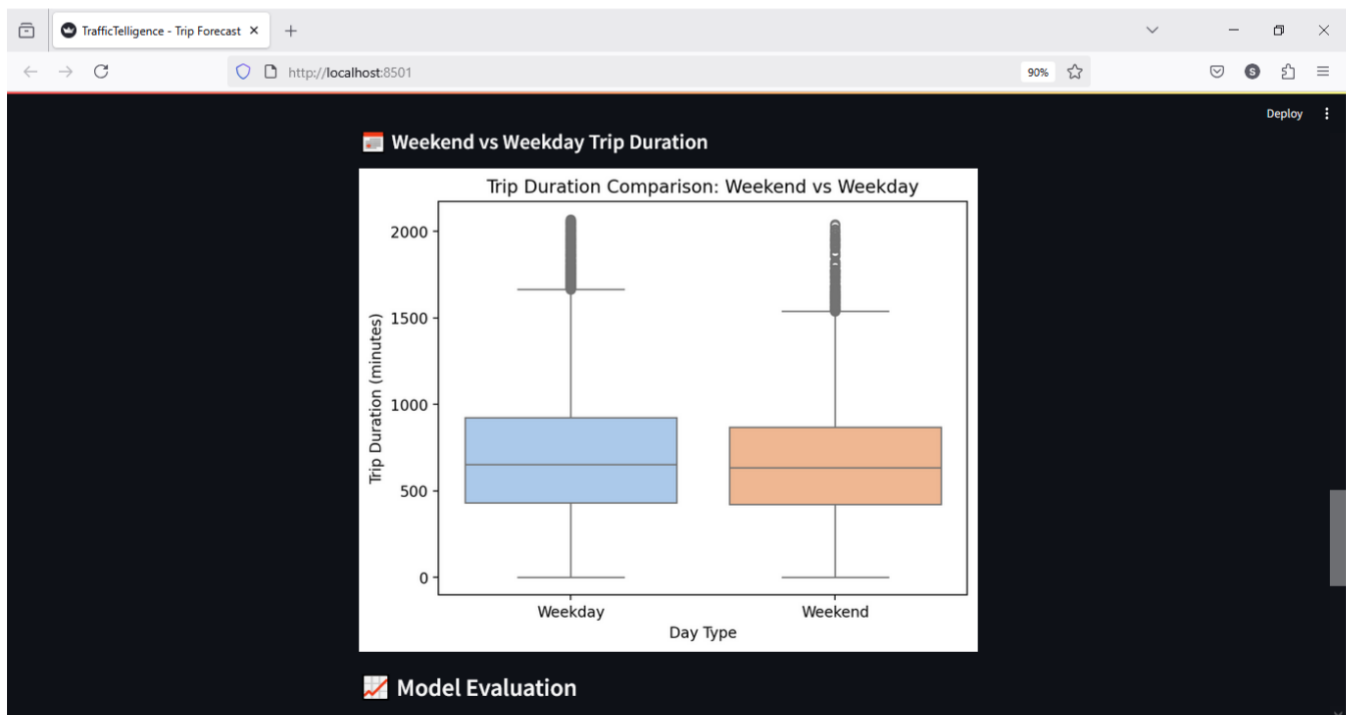 TrafficTelligence - Trip Forecast
http://localhost:8501
90%
S
Deploy
Weekend vs Weekday Trip Duration
Trip Duration Comparison: Weekend vs Weekday
2000
1500
1000
500
0
Trip Duration (minutes)
Weekday Weekend
Day Type
Model Evaluation